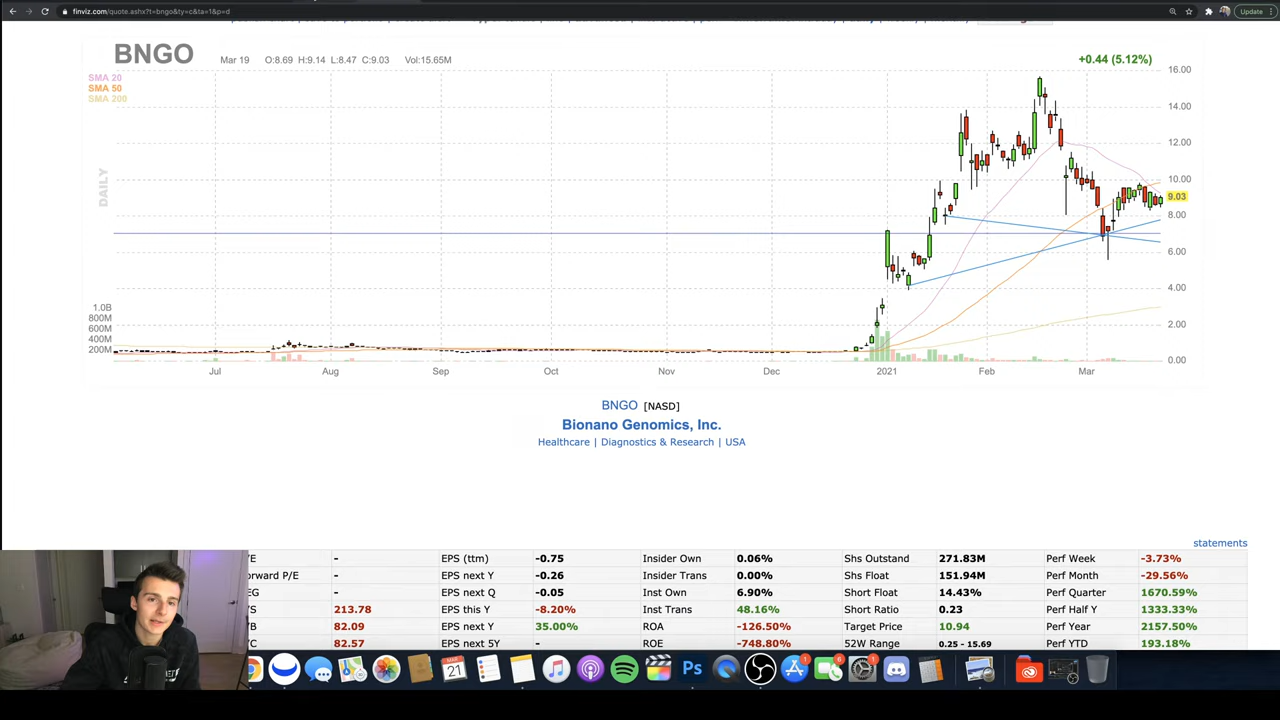 finviz.com/quote.ashx?t=bngo&ty=c&ta=1&p=d
Update
BNGO
Mar 19 O:8.69 H:9.14 L:8.47 C:9.03 Vol:15.65M
+0.44 (5.12%)
SMA 20
SMA 50
SMA 200
DAILY
16.00
14.00
12.00
10.00
9.03
8.00
6.00
4.00
2.00
0.00
1.0B
800M
600M
400M
200M
Jul Aug Sep Oct Nov Dec 2021 Feb Mar
BNGO [NASD]
Bionano Genomics, Inc.
Healthcare | Diagnostics & Research | USA
statements
/E - EPS (ttm) -0.75 Insider Own 0.06% Shs Outstand 271.83M Perf Week -3.73%
orward P/E - EPS next Y -0.26 Insider Trans 0.00% Shs Float 151.94M Perf Month -29.56%
EG - EPS next Q -0.05 Inst Own 6.90% Short Float 14.43% Perf Quarter 1670.59%
/S 213.78 EPS this Y -8.20% Inst Trans 48.16% Short Ratio 0.23 Perf Half Y 1333.33%
/B 82.09 EPS next Y 35.00% ROA -126.50% Target Price 10.94 Perf Year 2157.50%
/C 82.57 EPS next 5Y - ROE -748.80% 52W Range 0.25 - 15.69 Perf YTD 193.18%
MAR
21
Ps
1
6
1